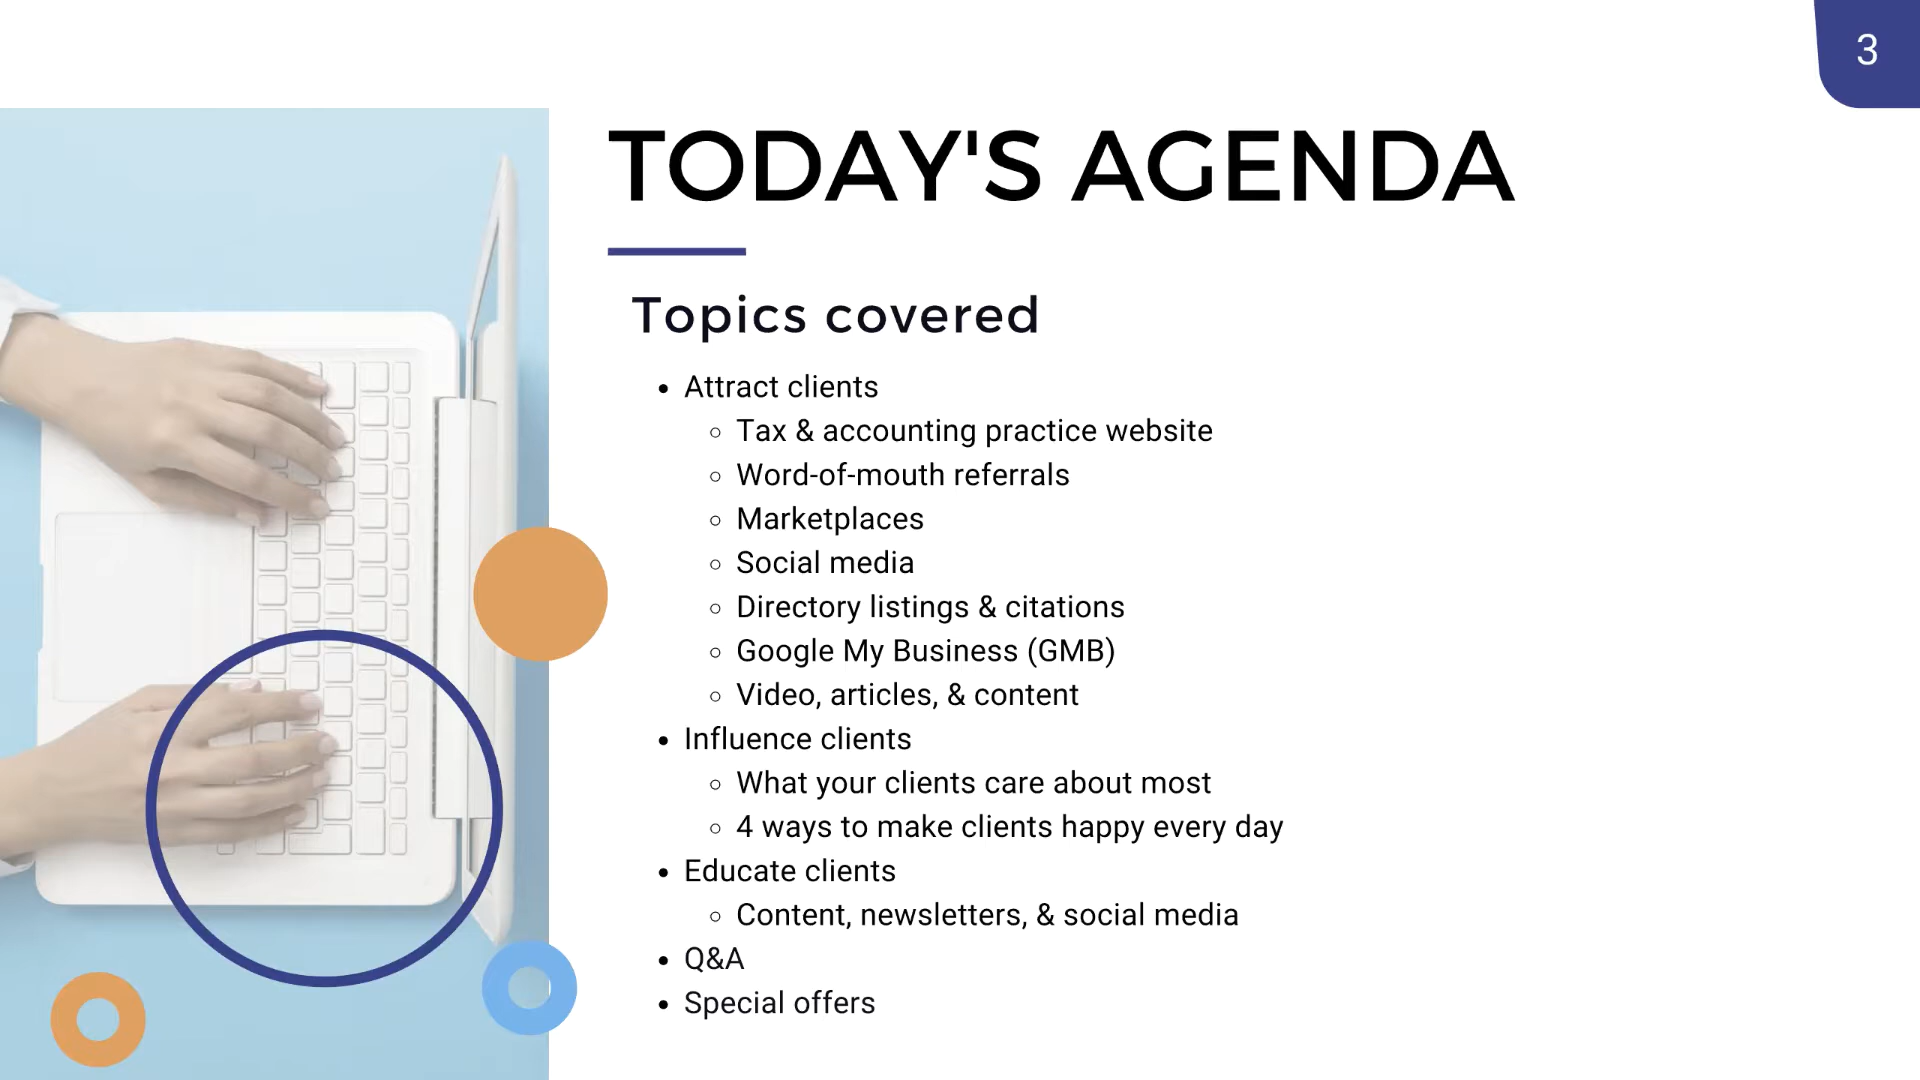 3
TODAY'S AGENDA
Topics covered
• Attract clients
◦ Tax & accounting practice website
◦ Word-of-mouth referrals
◦ Marketplaces
◦ Social media
◦ Directory listings & citations
◦ Google My Business (GMB)
◦ Video, articles, & content
• Influence clients
◦ What your clients care about most
◦ 4 ways to make clients happy every day
• Educate clients
◦ Content, newsletters, & social media
• Q&A
• Special offers